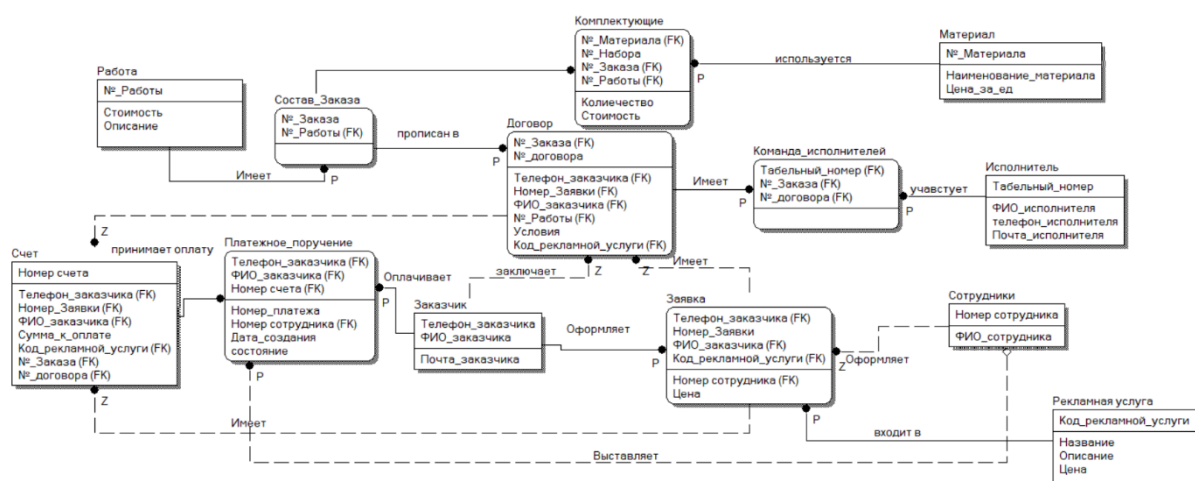 Комплектующие
№_Материала (FK)
№_Набора
№_Заказа (FK)
№_Работы (FK)
Колиечество
Стоимость
P
используется
Материал
№_Материала
Наименование_материала
Цена_за_ед
Работа
№_Работы
Стоимость
Описание
Имеет
P
Состав_Заказа
№_Заказа
№_Работы (FK)
прописан в
P
Договор
№_Заказа (FK)
№_договора
Телефон_заказчика (FK)
Номер_Заявки (FK)
ФИО_заказчика (FK)
№_Работы (FK)
Условия
Код_рекламной_услуги (FK)
Имеет
P
Команда_исполнителей
Табельный_номер (FK)
№_Заказа (FK)
№_договора (FK)
учавстует
P
Исполнитель
Табельный_номер
ФИО_исполнителя
телефон_исполнителя
Почта_исполнителя
Z
принимает оплату
Счет
Номер счета
Телефон_заказчика (FK)
Номер_Заявки (FK)
ФИО_заказчика (FK)
Сумма_к_оплате
Код_рекламной_услуги (FK)
№_Заказа (FK)
№_договора (FK)
Z
Платежное_поручение
Телефон_заказчика (FK)
ФИО_заказчика (FK)
Номер счета (FK)
Номер_платежа
Номер сотрудника (FK)
Дата_создания
состояние
P
Оплачивает
P
заключает
Z
Заказчик
Телефон_заказчика
ФИО_заказчика
Почта_заказчика
Оформляет
P
Z
Имеет
Заявка
Телефон_заказчика (FK)
Номер_Заявки
ФИО_заказчика (FK)
Код_рекламной_услуги (FK)
Номер сотрудника (FK)
Цена
Z
Оформляет
Сотрудники
Номер сотрудника
ФИО_сотрудника
Имеет
Выставляет
P
входит в
Рекламная услуга
Код_рекламной_услуги
Название
Описание
Цена